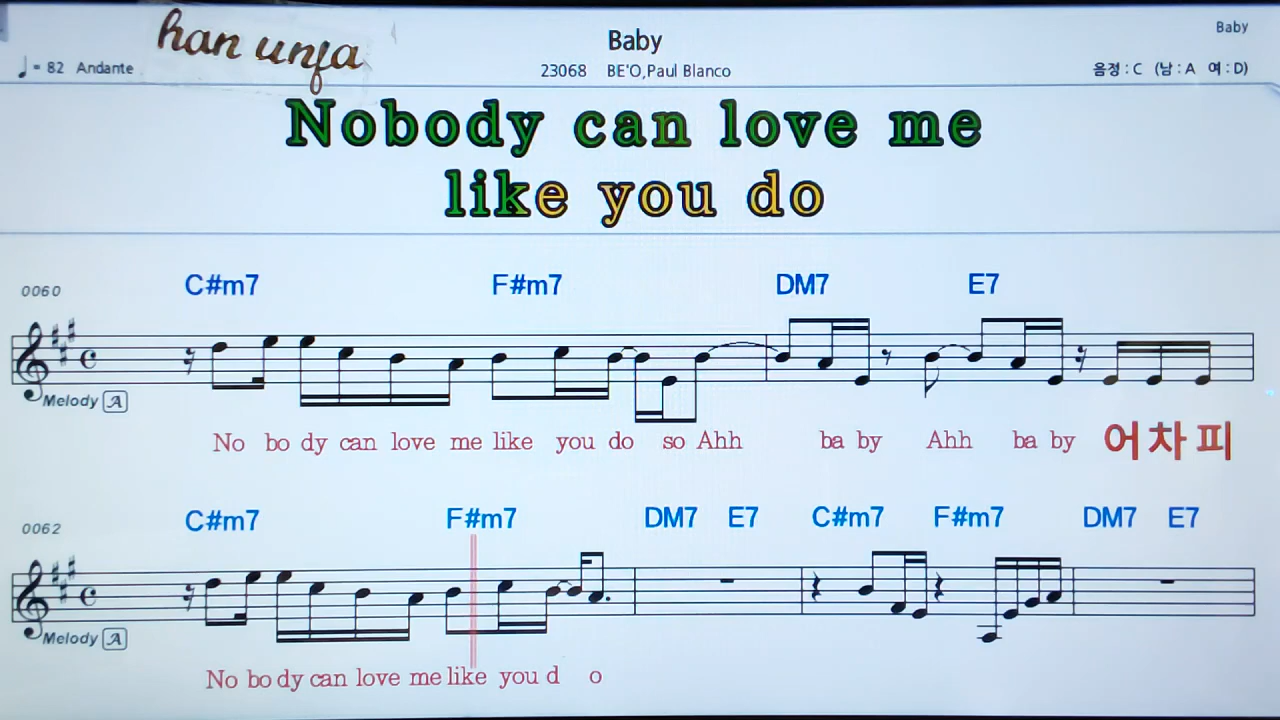 han unfa
Baby
Baby
♩= 82 Andante
23068 BE'O,Paul Blanco
음정 : C (남 : A 여 : D)
Nobody can love me
like you do
C#m7 F#m7 DM7 E7
0060
Melody A
No bo dy can love me like you do so Ahh ba by Ahh ba by 어 차 피
C#m7 F#m7 DM7 E7 C#m7 F#m7 DM7 E7
0062
Melody A
No bo dy can love me like you d o